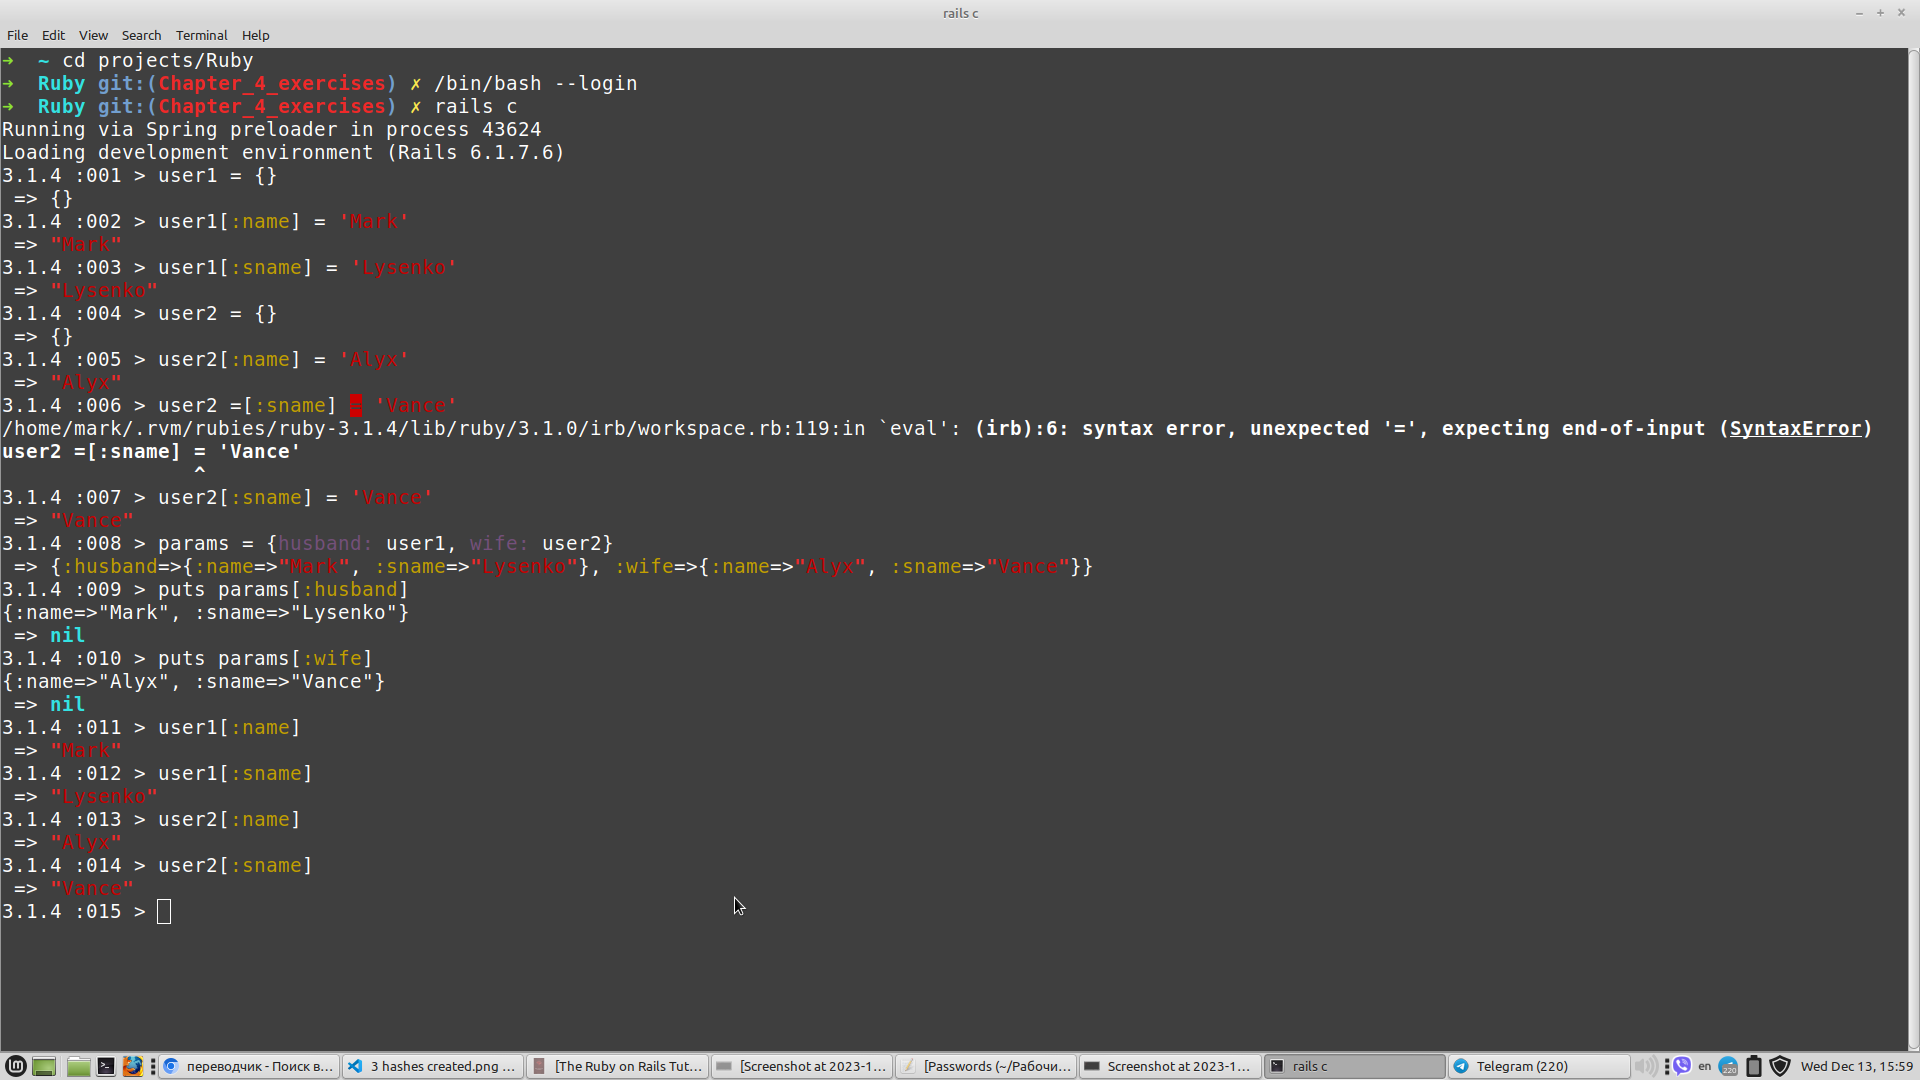 rails c
File Edit View Search Terminal Help
➜ ~ cd projects/Ruby
➜ Ruby git:(Chapter_4_exercises) ✗ /bin/bash --login
➜ Ruby git:(Chapter_4_exercises) ✗ rails c
Running via Spring preloader in process 43624
Loading development environment (Rails 6.1.7.6)
3.1.4 :001 > user1 = {}
 => {}
3.1.4 :002 > user1[:name] = 'Mark'
 => "Mark"
3.1.4 :003 > user1[:sname] = 'Lysenko'
 => "Lysenko"
3.1.4 :004 > user2 = {}
 => {}
3.1.4 :005 > user2[:name] = 'Alyx'
 => "Alyx"
3.1.4 :006 > user2 =[:sname] = 'Vance'
/home/mark/.rvm/rubies/ruby-3.1.4/lib/ruby/3.1.0/irb/workspace.rb:119:in `eval': (irb):6: syntax error, unexpected '=', expecting end-of-input (SyntaxError)
user2 =[:sname] = 'Vance'
                ^
3.1.4 :007 > user2[:sname] = 'Vance'
 => "Vance"
3.1.4 :008 > params = {husband: user1, wife: user2}
 => {:husband=>{:name=>"Mark", :sname=>"Lysenko"}, :wife=>{:name=>"Alyx", :sname=>"Vance"}}
3.1.4 :009 > puts params[:husband]
{:name=>"Mark", :sname=>"Lysenko"}
 => nil
3.1.4 :010 > puts params[:wife]
{:name=>"Alyx", :sname=>"Vance"}
 => nil
3.1.4 :011 > user1[:name]
 => "Mark"
3.1.4 :012 > user1[:sname]
 => "Lysenko"
3.1.4 :013 > user2[:name]
 => "Alyx"
3.1.4 :014 > user2[:sname]
 => "Vance"
3.1.4 :015 >
переводчик - Поиск в... 3 hashes created.png ... [The Ruby on Rails Tut... [Screenshot at 2023-1... [Passwords (~/Рабочи... Screenshot at 2023-1... rails c Telegram (220) en 220 Wed Dec 13, 15:59